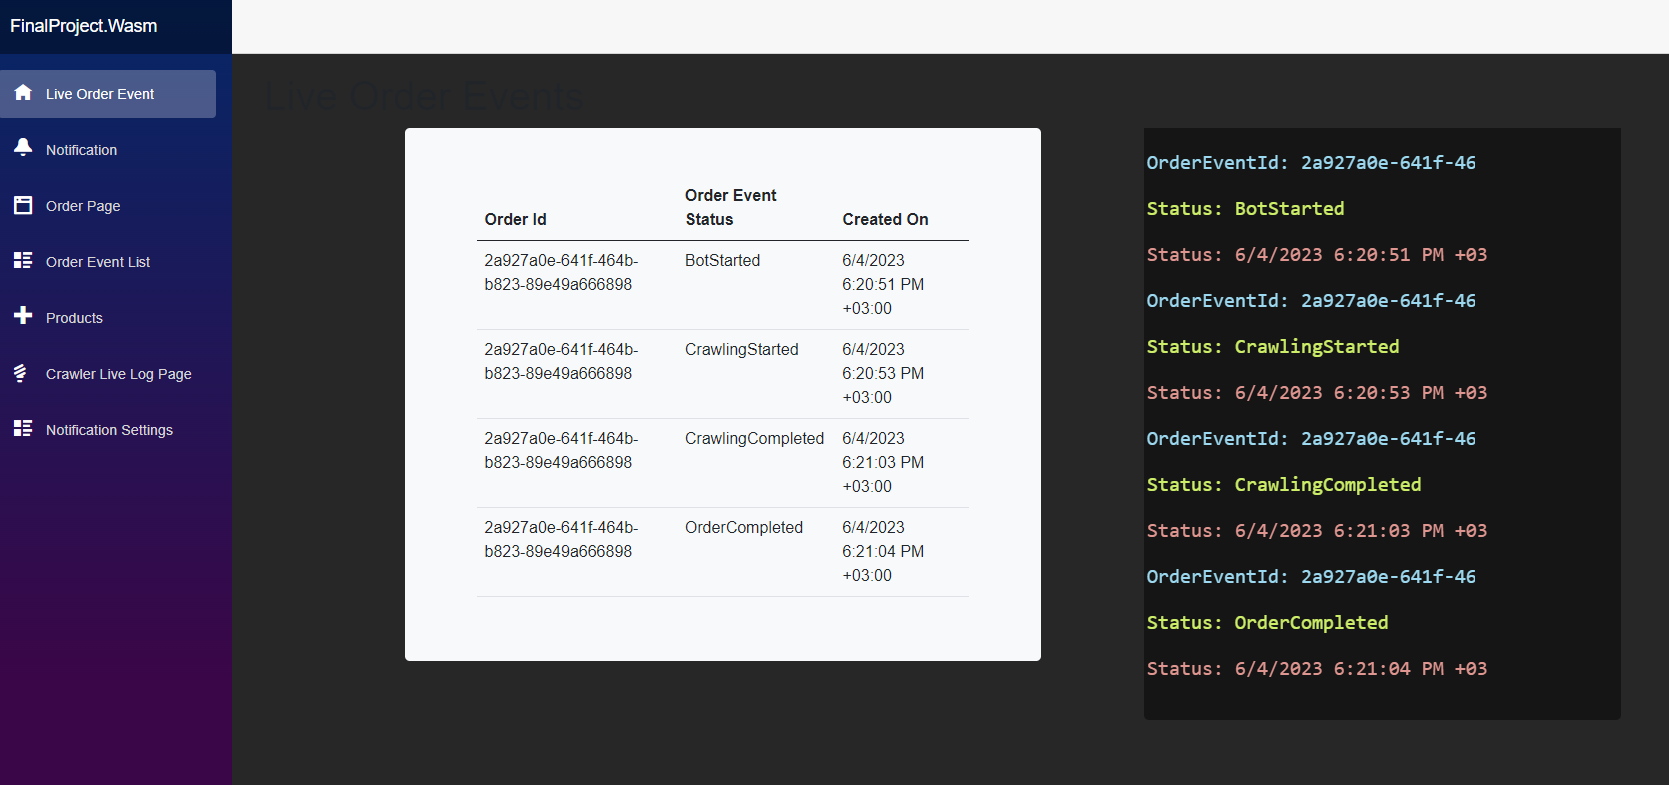 FinalProject.Wasm
Live Order Event
Notification
Order Page
Order Event List
Products
Crawler Live Log Page
Notification Settings
Live Order Events
Order Id
Order Event
Status
Created On
2a927a0e-641f-464b-
b823-89e49a666898
BotStarted
6/4/2023
6:20:51 PM
+03:00
2a927a0e-641f-464b-
b823-89e49a666898
CrawlingStarted
6/4/2023
6:20:53 PM
+03:00
2a927a0e-641f-464b-
b823-89e49a666898
CrawlingCompleted
6/4/2023
6:21:03 PM
+03:00
2a927a0e-641f-464b-
b823-89e49a666898
OrderCompleted
6/4/2023
6:21:04 PM
+03:00
OrderEventId: 2a927a0e-641f-46
Status: BotStarted
Status: 6/4/2023 6:20:51 PM +03
OrderEventId: 2a927a0e-641f-46
Status: CrawlingStarted
Status: 6/4/2023 6:20:53 PM +03
OrderEventId: 2a927a0e-641f-46
Status: CrawlingCompleted
Status: 6/4/2023 6:21:03 PM +03
OrderEventId: 2a927a0e-641f-46
Status: OrderCompleted
Status: 6/4/2023 6:21:04 PM +03